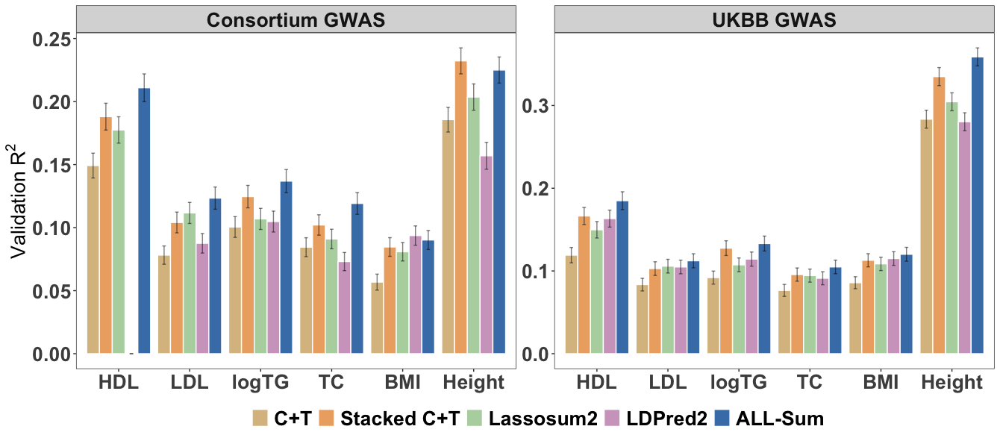 Consortium GWAS
UKBB GWAS
Validation R²
0.25
0.20
0.15
0.10
0.05
0.00
0.3
0.2
0.1
0.0
HDL LDL logTG TC BMI Height
HDL LDL logTG TC BMI Height
C+T Stacked C+T Lassosum2 LDPred2 ALL-Sum